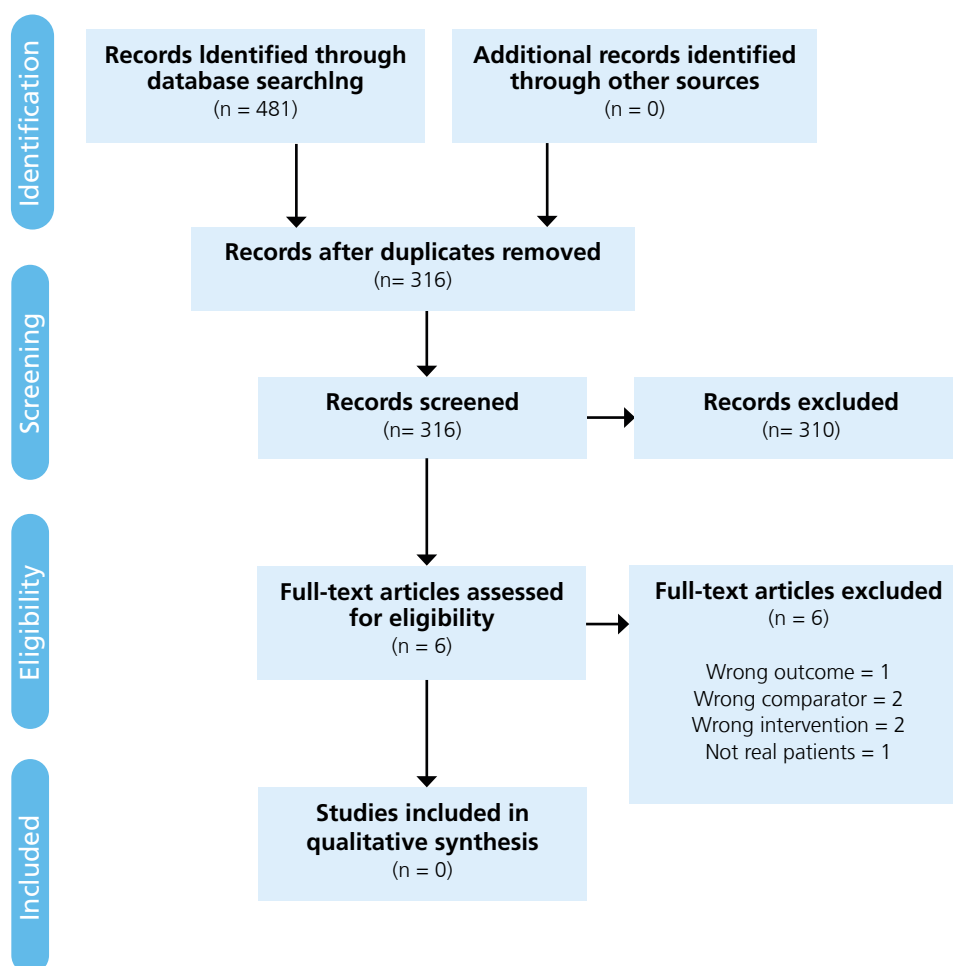 Identification
Records Identified through
database searchlng
(n = 481)
Additional records identified
through other sources
(n = 0)
Records after duplicates removed
(n= 316)
Screening
Records screened
(n= 316)
Records excluded
(n= 310)
Eligibility
Full-text articles assessed
for eligibility
(n = 6)
Full-text articles excluded
(n = 6)
Wrong outcome = 1
Wrong comparator = 2
Wrong intervention = 2
Not real patients = 1
Included
Studies included in
qualitative synthesis
(n = 0)